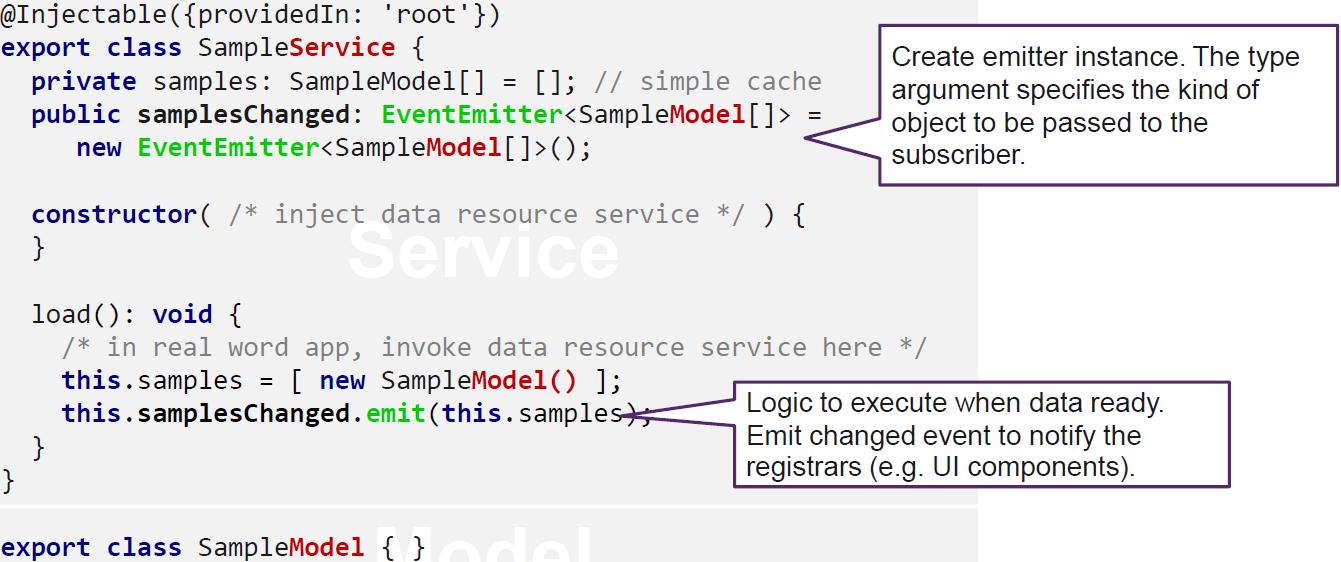 @Injectable({providedIn: 'root'})
export class SampleService {
private samples: SampleModel[] = []; // simple cache
public samplesChanged: EventEmitter<SampleModel[]> =
new EventEmitter<SampleModel[]>();
Create emitter instance. The type
argument specifies the kind of
object to be passed to the
subscriber.
constructor( /* inject data resource service */ ) {
}
Service
load(): void {
/* in real word app, invoke data resource service here */
this.samples = [ new SampleModel() ];
this.samplesChanged.emit(this.samples);
}
}
Logic to execute when data ready.
Emit changed event to notify the
registrars (e.g. UI components).
export class SampleModel { }
Model